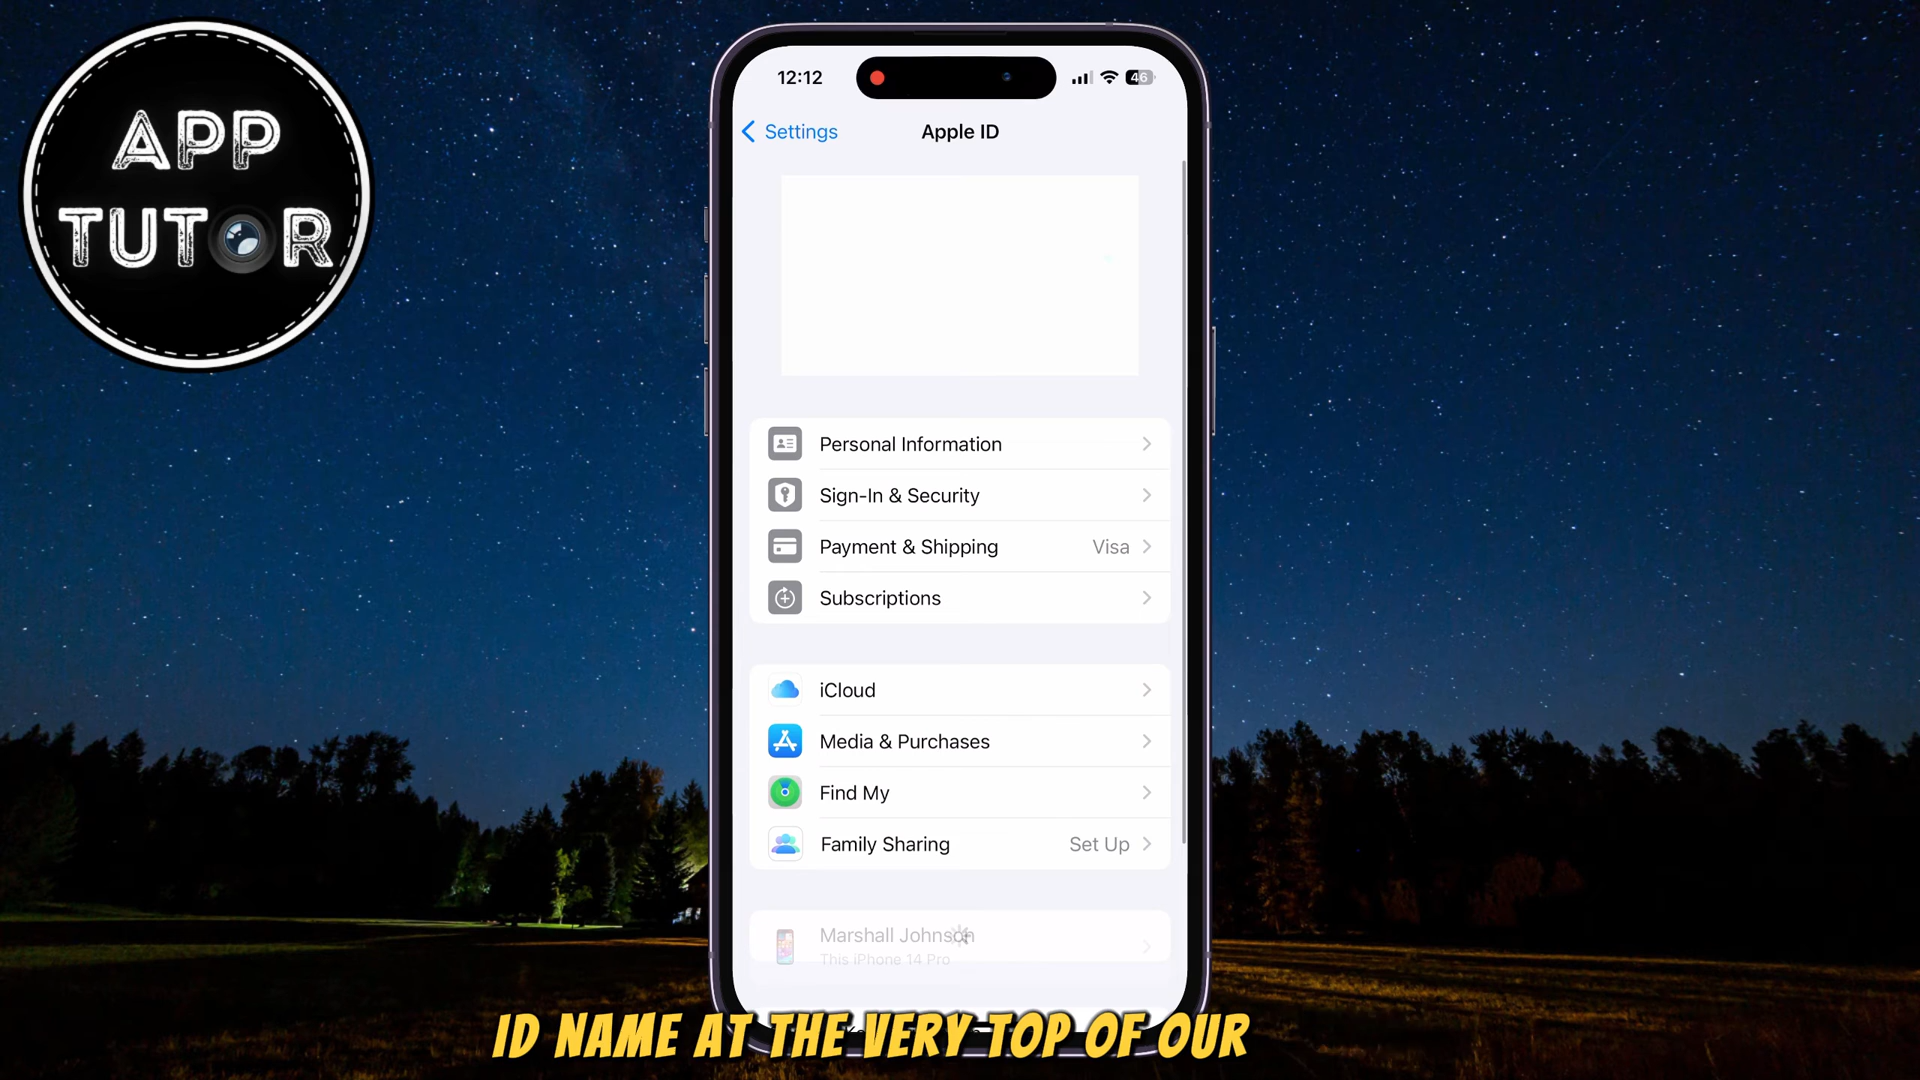 APP
TUTOR
12:12
46
Settings
Apple ID
Personal Information
Sign-In & Security
Payment & Shipping
Visa
Subscriptions
iCloud
Media & Purchases
Find My
Family Sharing
Set Up
Marshall Johnson
This iPhone 14 Pro
ID NAME AT THE VERY TOP OF OUR